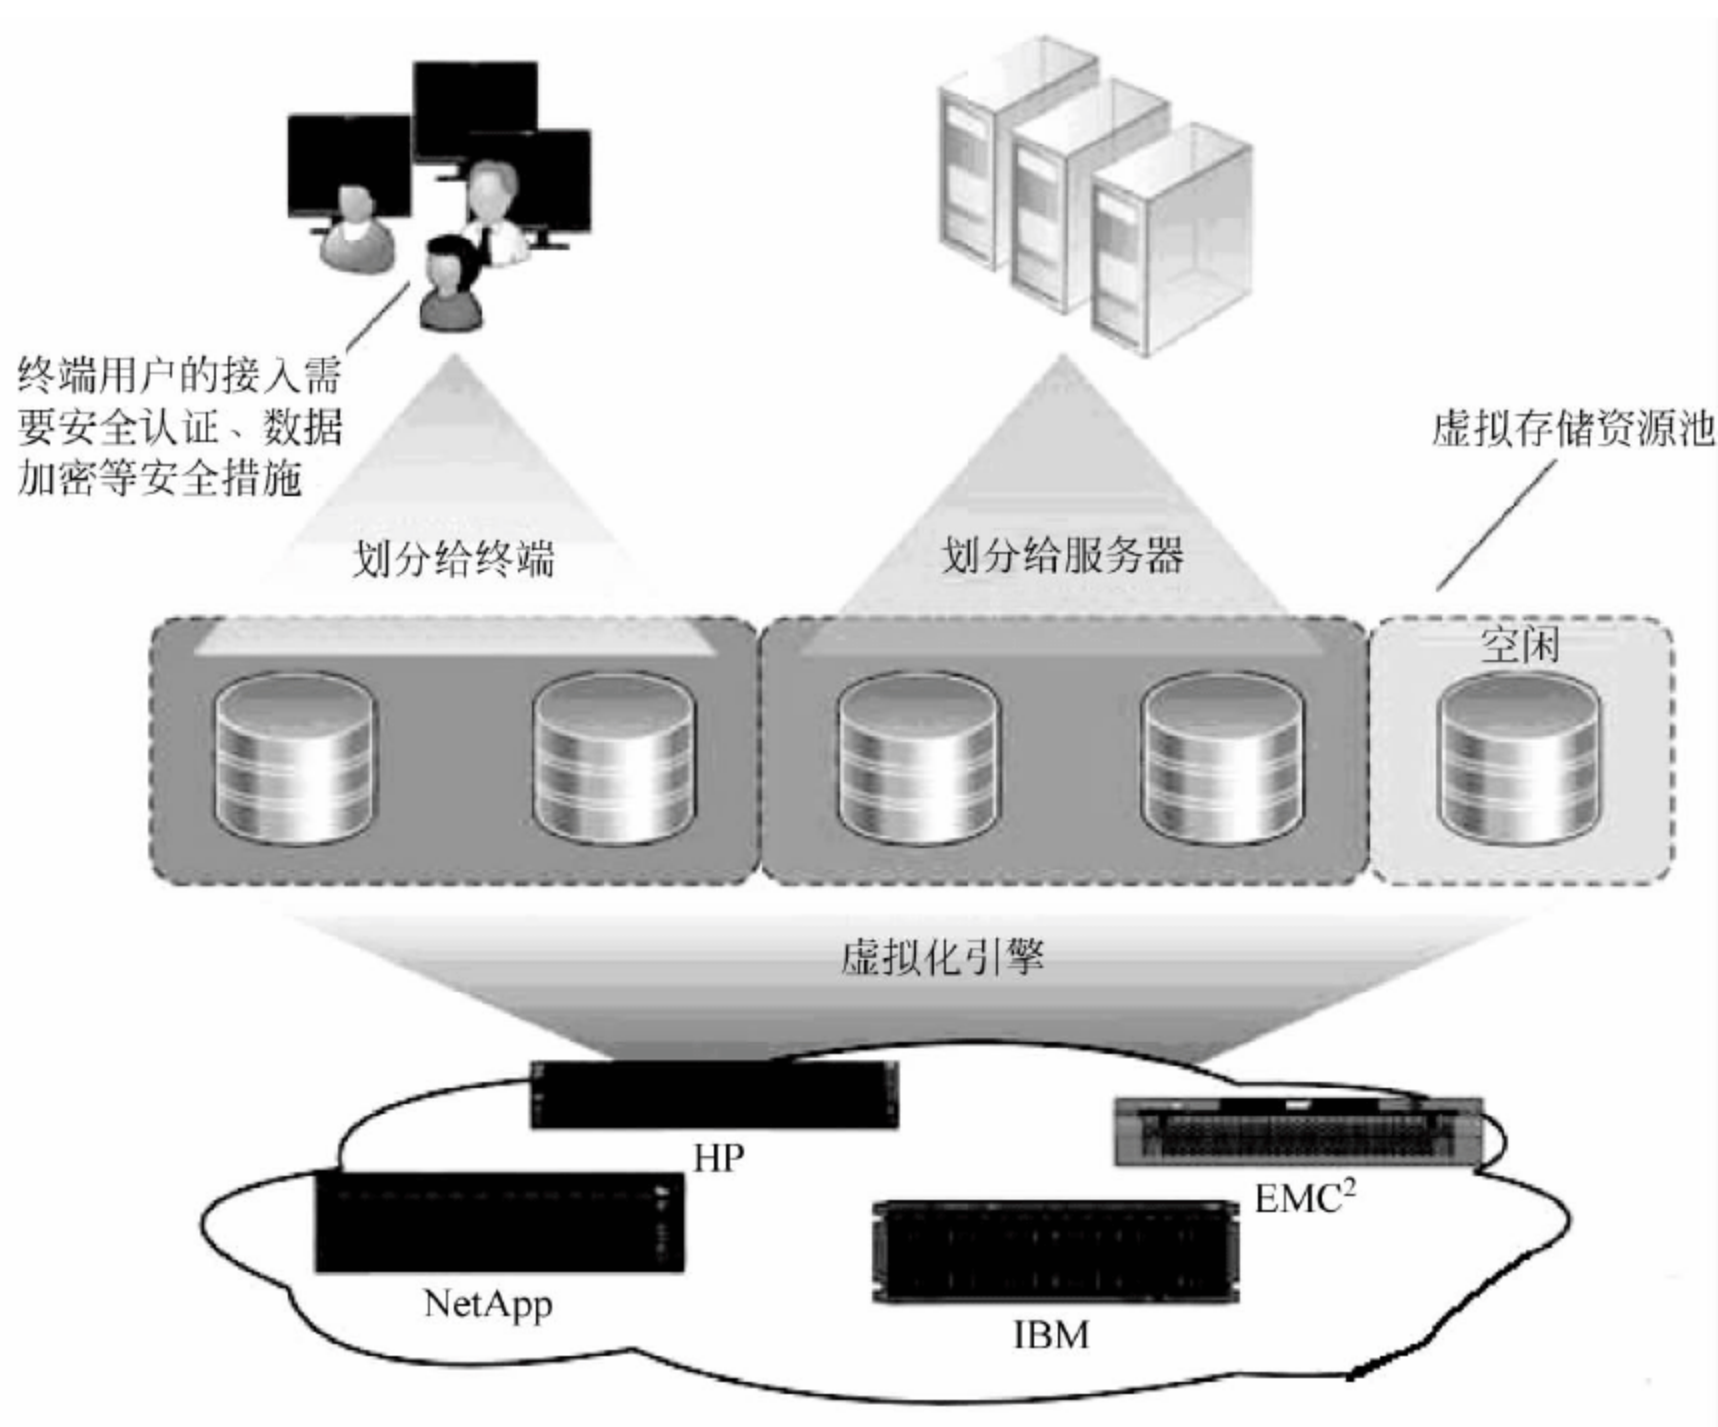 终端用户的接入需
要安全认证、数据
加密等安全措施
虚拟存储资源池
划分给终端
划分给服务器
空闲
虚拟化引擎
HP
EMC²
NetApp
IBM